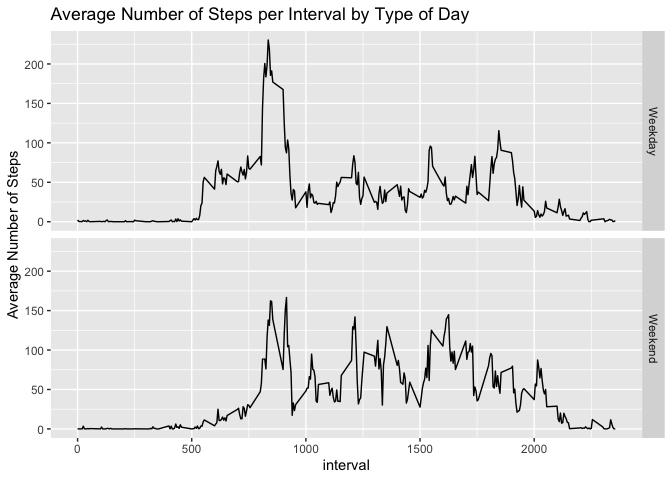 Average Number of Steps per Interval by Type of Day
Average Number of Steps
200
150
100
50
0
Weekday
200
150
100
50
0
Weekend
0 500 1000 1500 2000
interval